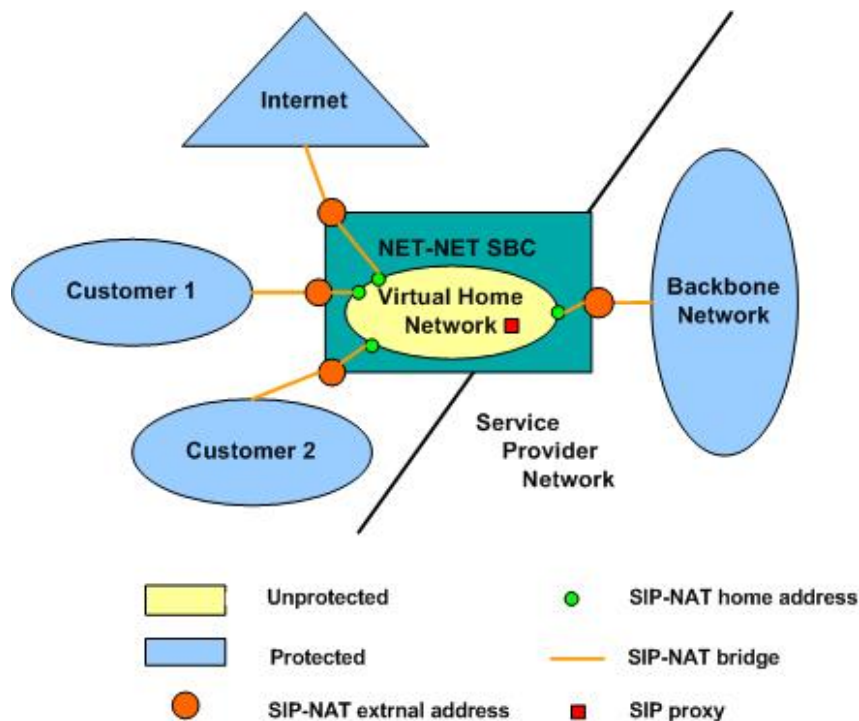 Internet
NET-NET SBC
Customer 1
Virtual Home
Network
Backbone
Network
Customer 2
Service
Provider
Network
Unprotected
SIP-NAT home address
Protected
SIP-NAT bridge
SIP-NAT extrnal address
SIP proxy